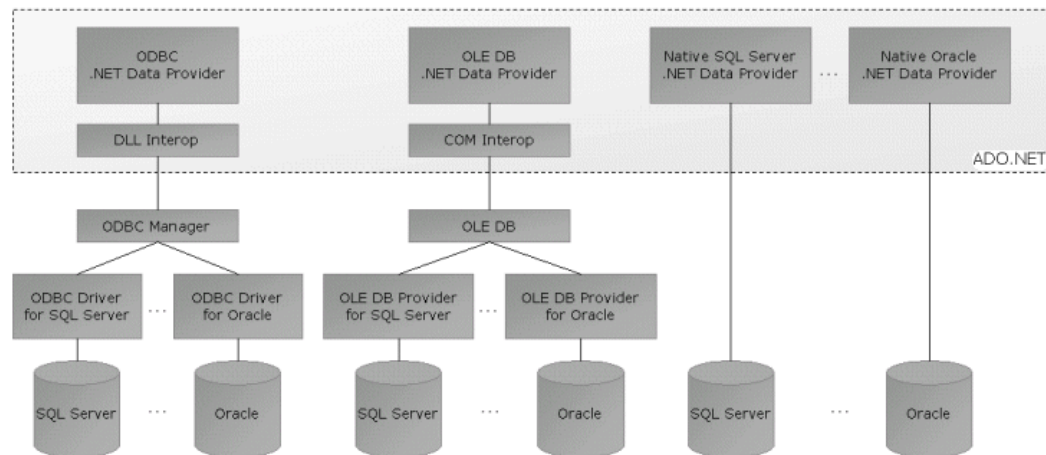 ODBC
.NET Data Provider
OLE DB
.NET Data Provider
Native SQL Server
.NET Data Provider
...
Native Oracle
.NET Data Provider
DLL Interop
COM Interop
ADO.NET
ODBC Manager
OLE DB
ODBC Driver
for SQL Server
...
ODBC Driver
for Oracle
OLE DB Provider
for SQL Server
...
OLE DB Provider
for Oracle
SQL Server
...
Oracle
SQL Server
...
Oracle
SQL Server
...
Oracle